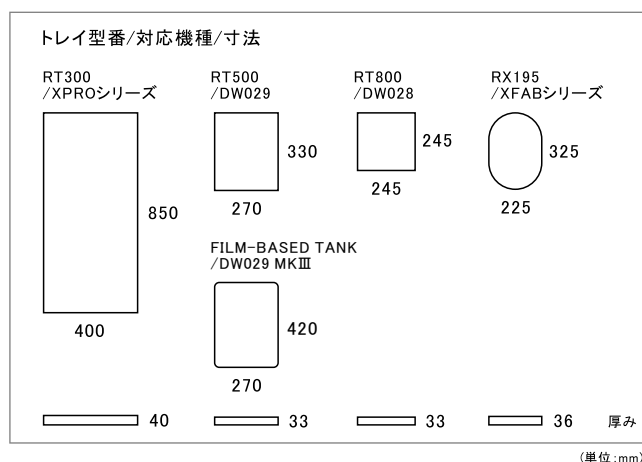 トレイ型番/対応機種/寸法
RT300
/XPROシリーズ
850
400
RT500
/DW029
330
270
RT800
/DW028
245
245
RX195
/XFABシリーズ
325
225
FILM-BASED TANK
/DW029 MKⅢ
420
270
40
33
33
36
厚み
(単位:mm)